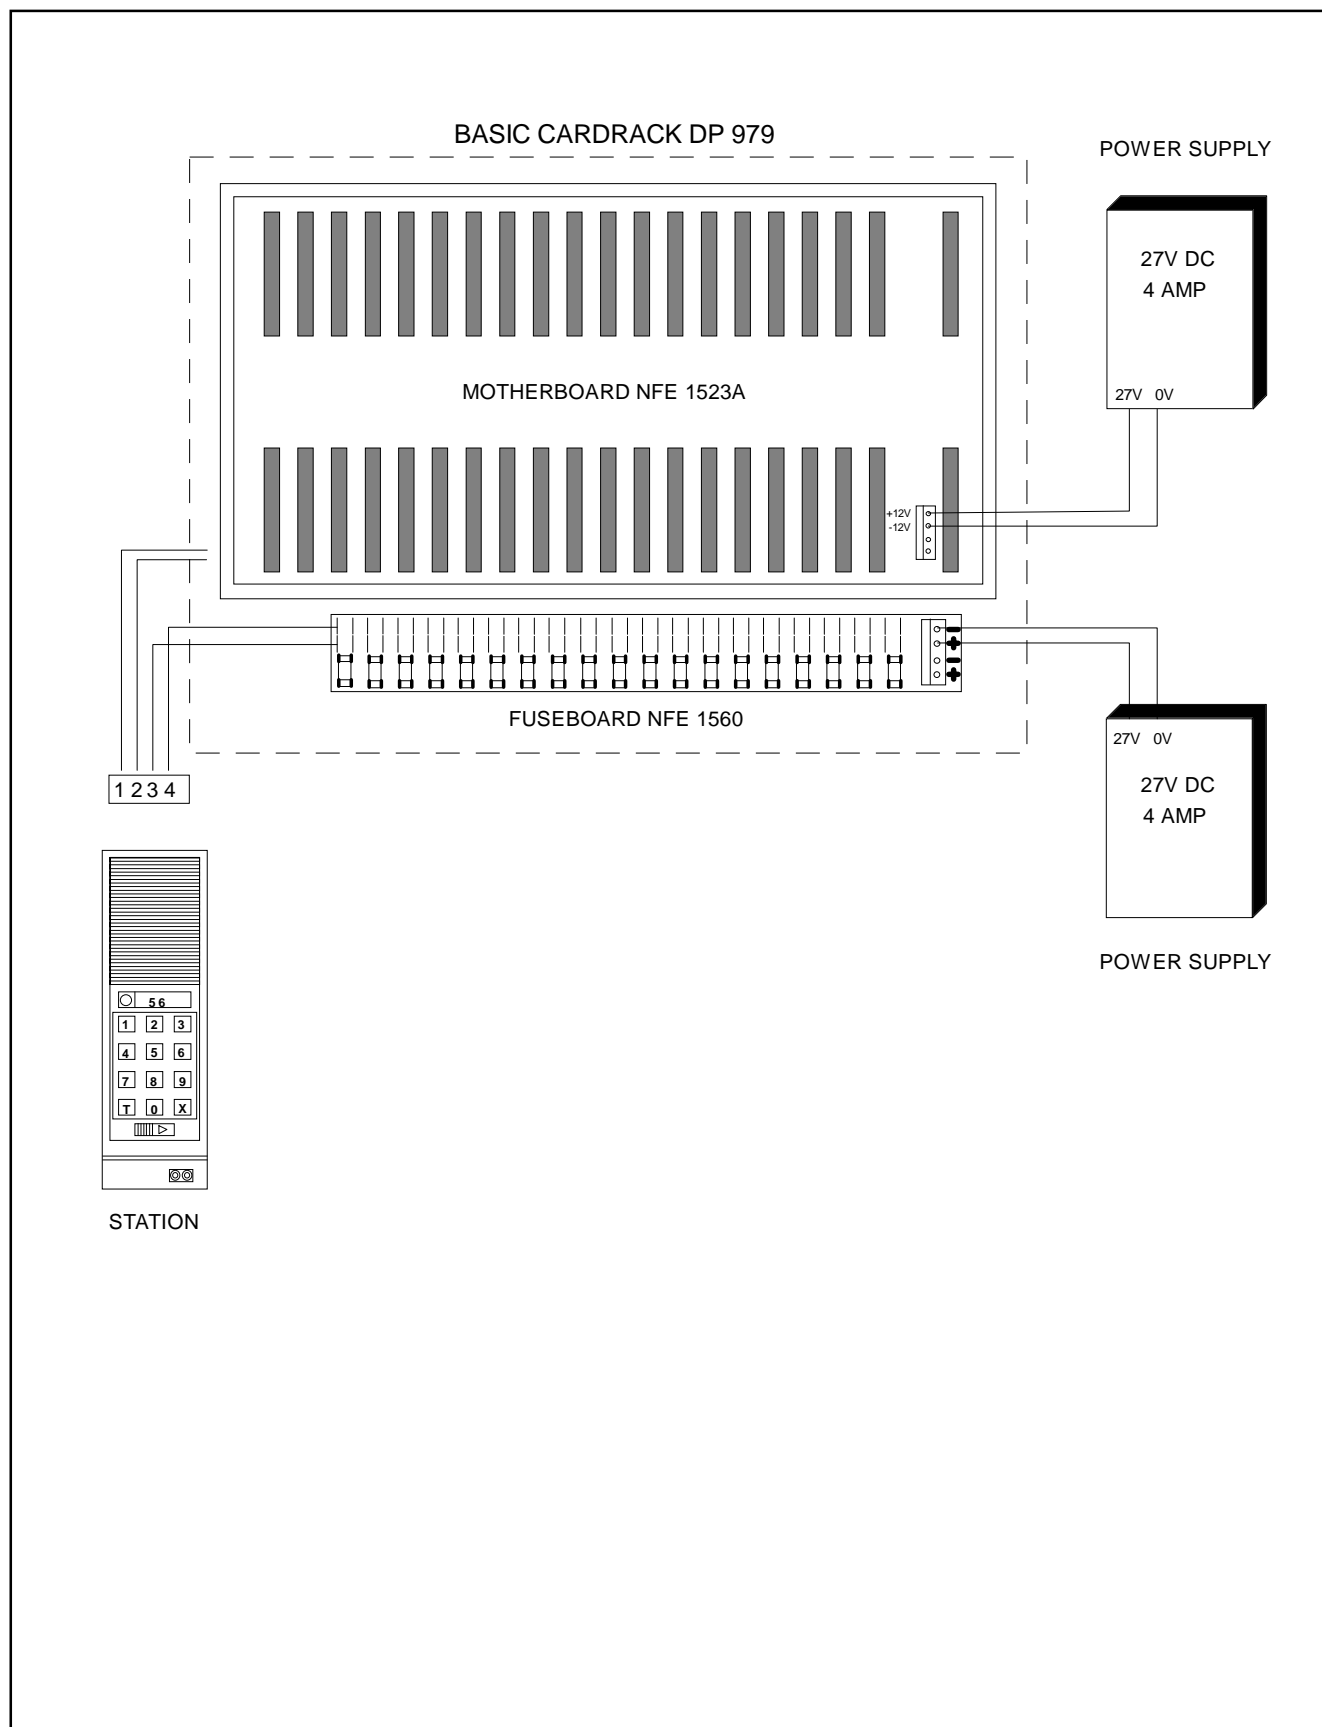 BASIC CARDRACK DP 979
POWER SUPPLY
27V DC
4 AMP
27V 0V
MOTHERBOARD NFE 1523A
+12V
-12V
FUSEBOARD NFE 1560
27V 0V
27V DC
4 AMP
POWER SUPPLY
1 2 3 4
5 6
1 2 3
4 5 6
7 8 9
T 0 X
STATION